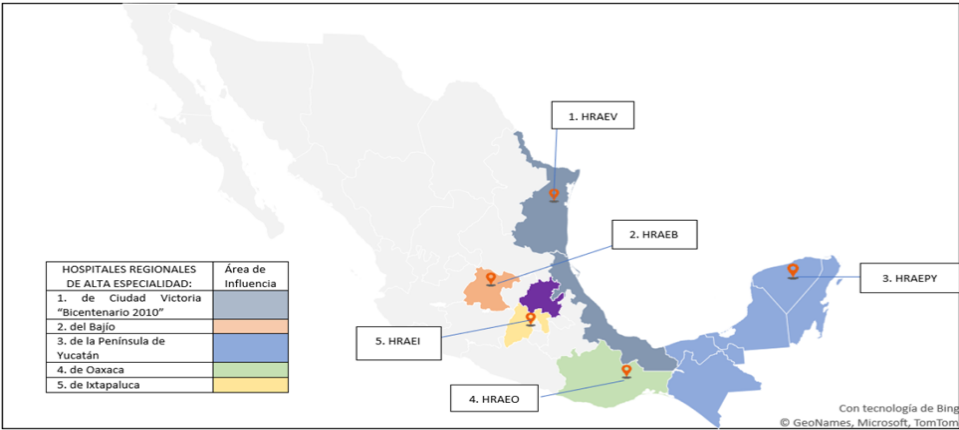 1. HRAEV
2. HRAEB
3. HRAEPY
5. HRAEI
4. HRAEO
HOSPITALES REGIONALES
DE ALTA ESPECIALIDAD:
Área de
Influencia
1. de Ciudad Victoria
"Bicentenario 2010"
2. del Bajío
3. de la Península de
Yucatán
4. de Oaxaca
5. de Ixtapaluca
Con tecnología de Bing
© GeoNames, Microsoft, TomTom